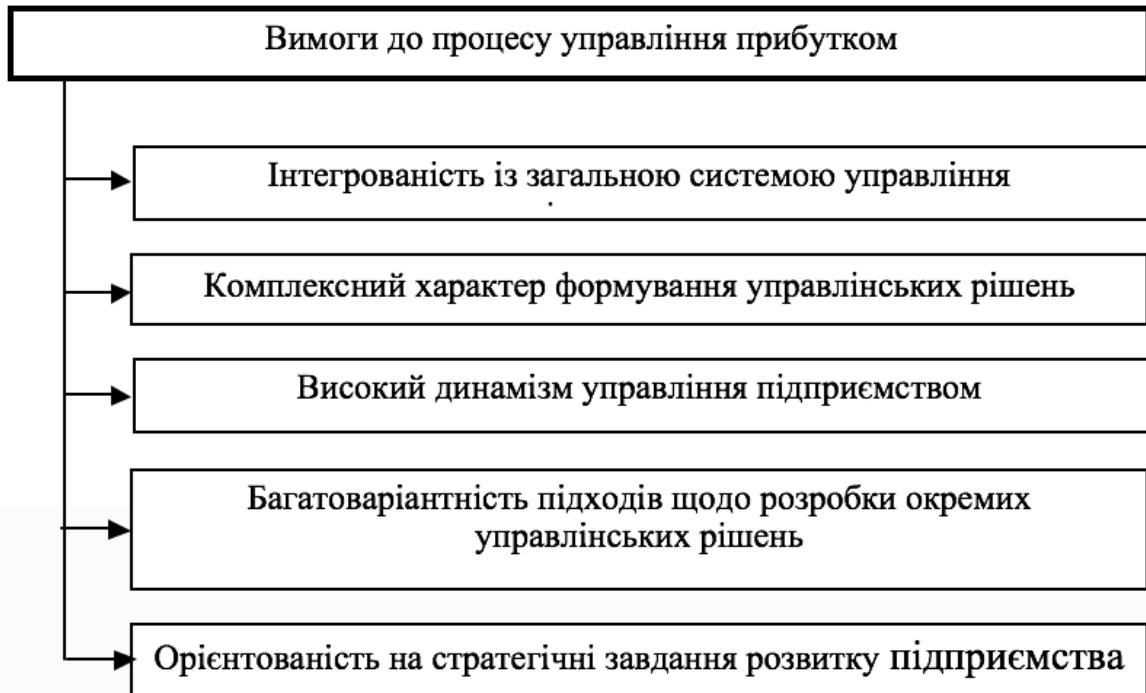 Вимоги до процесу управління прибутком
Інтегрованість із загальною системою управління
Комплексний характер формування управлінських рішень
Високий динамізм управління підприємством
Багатоваріантність підходів щодо розробки окремих
управлінських рішень
Орієнтованість на стратегічні завдання розвитку підприємства